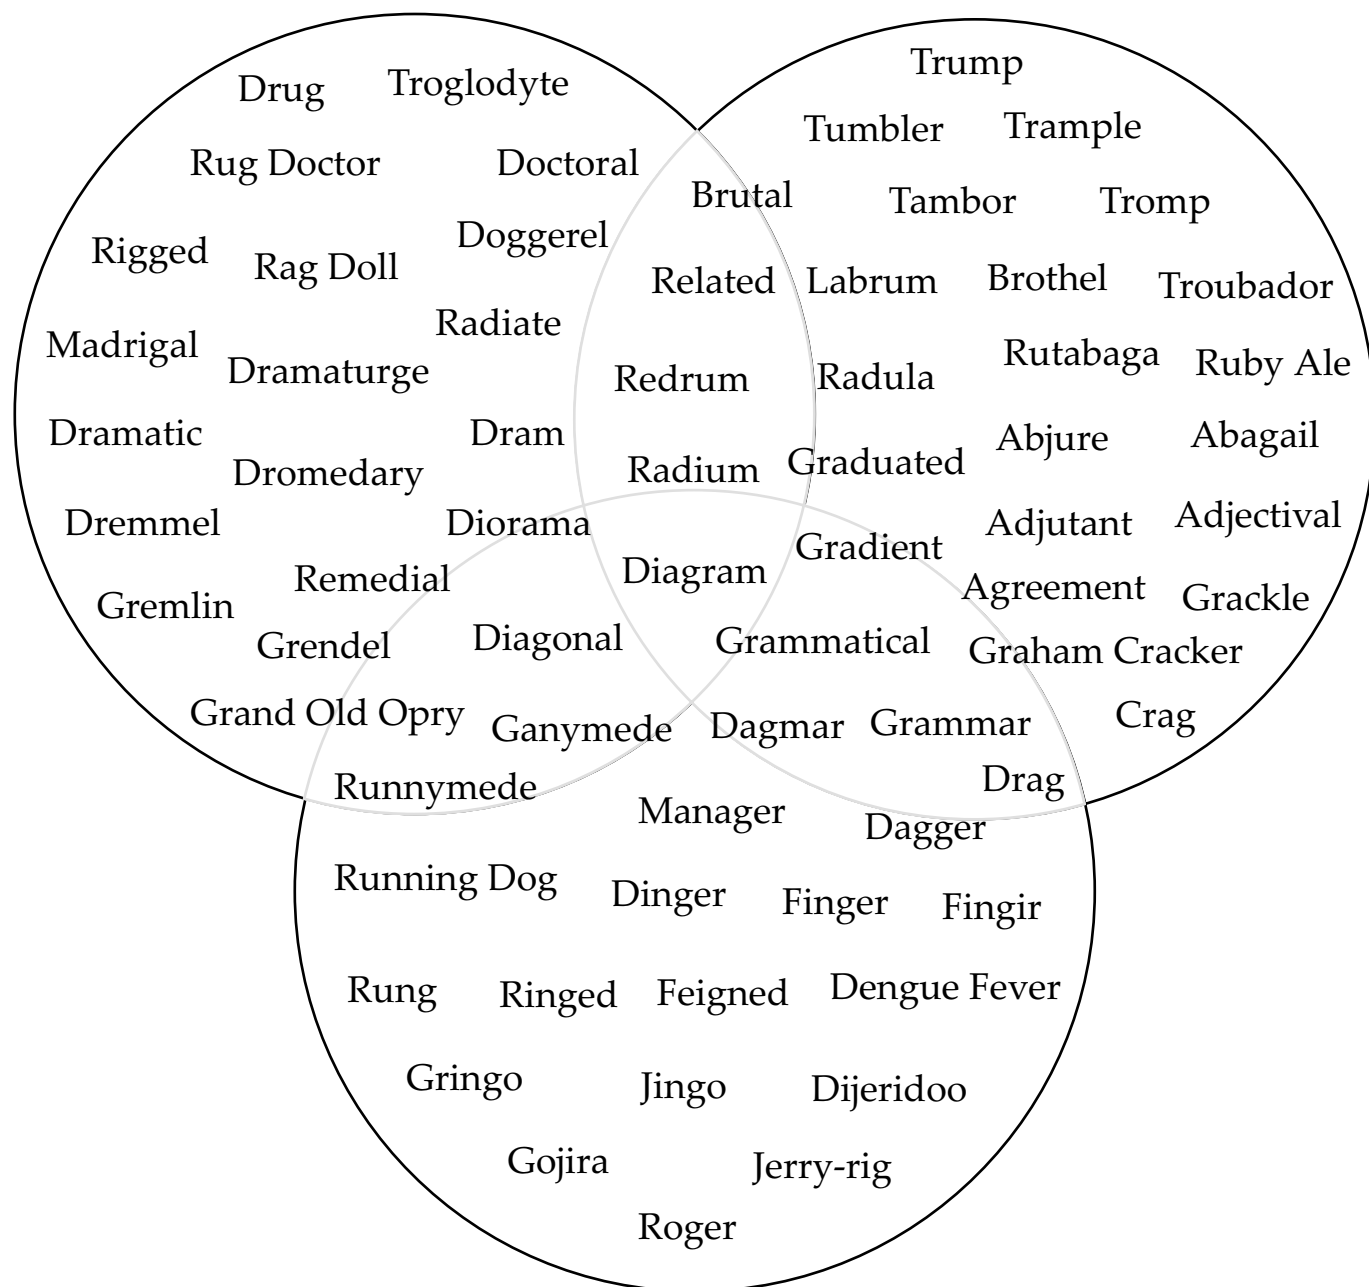 Trump
Drug
Troglodyte
Tumbler
Trample
Rug Doctor
Doctoral
Brutal
Tambor
Tromp
Doggerel
Rigged
Rag Doll
Related
Labrum
Brothel
Troubador
Radiate
Madrigal
Dramaturge
Redrum
Radula
Rutabaga
Ruby Ale
Dramatic
Dram
Abjure
Abagail
Dromedary
Radium
Graduated
Dremmel
Diorama
Adjutant
Adjectival
Gradient
Remedial
Diagram
Agreement
Grackle
Gremlin
Grendel
Diagonal
Grammatical
Graham Cracker
Grand Old Opry
Ganymede
Dagmar
Grammar
Crag
Runnymede
Drag
Manager
Dagger
Running Dog
Dinger
Finger
Fingir
Rung
Ringed
Feigned
Dengue Fever
Gringo
Jingo
Dijeridoo
Gojira
Jerry-rig
Roger